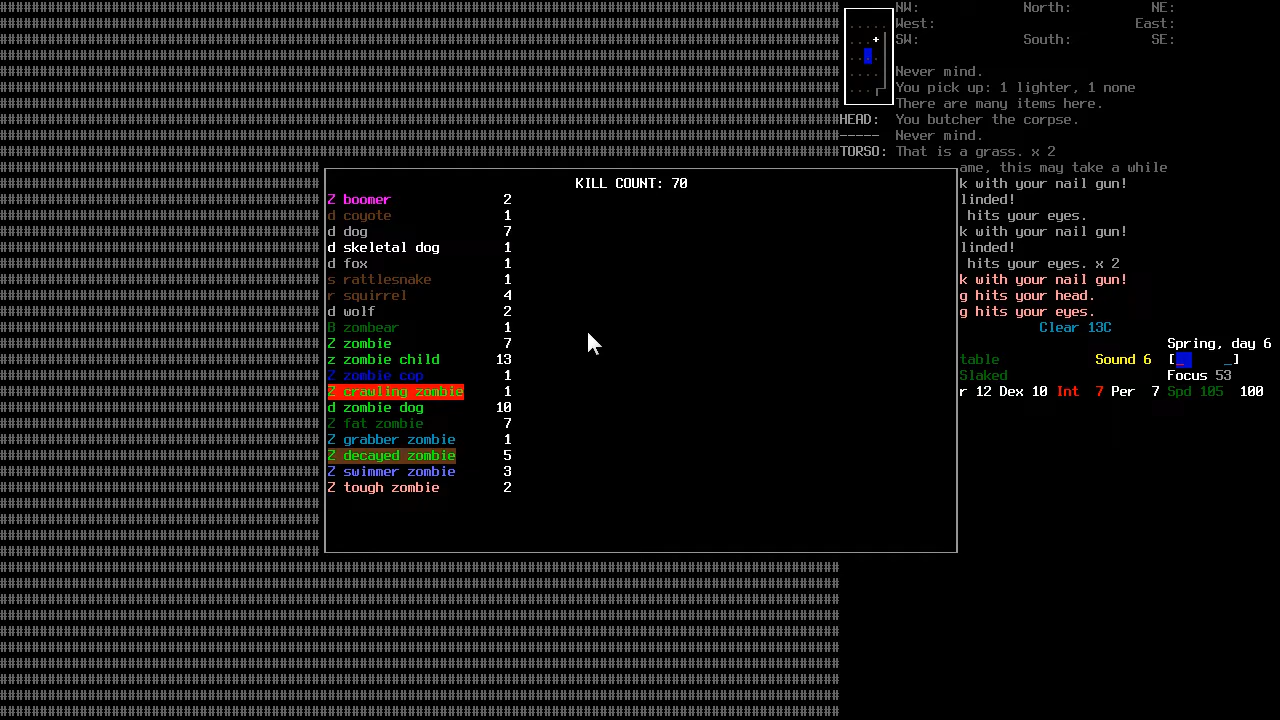 NW: North: NE:
West: East:
SW: South: SE:
Never mind.
You pick up: 1 lighter, 1 none
There are many items here.
HEAD: You butcher the corpse.
----- Never mind.
TORSO: That is a grass. x 2
ame, this may take a while
KILL COUNT: 70
k with your nail gun!
Z boomer 2
linded!
d coyote 1
hits your eyes.
d dog 7
k with your nail gun!
d skeletal dog 1
linded!
d fox 1
hits your eyes. x 2
s rattlesnake 1
k with your nail gun!
r squirrel 4
g hits your head.
d wolf 2
g hits your eyes.
B zombear 1
Clear 13C
Z zombie 7
Spring, day 6
z zombie child 13
table Sound 6 [_ _]
Z zombie cop 1
Slaked Focus 53
Z crawling zombie 1
r 12 Dex 10 Int 7 Per 7 Spd 105 100
d zombie dog 10
Z fat zombie 7
Z grabber zombie 1
Z decayed zombie 5
Z swimmer zombie 3
Z tough zombie 2